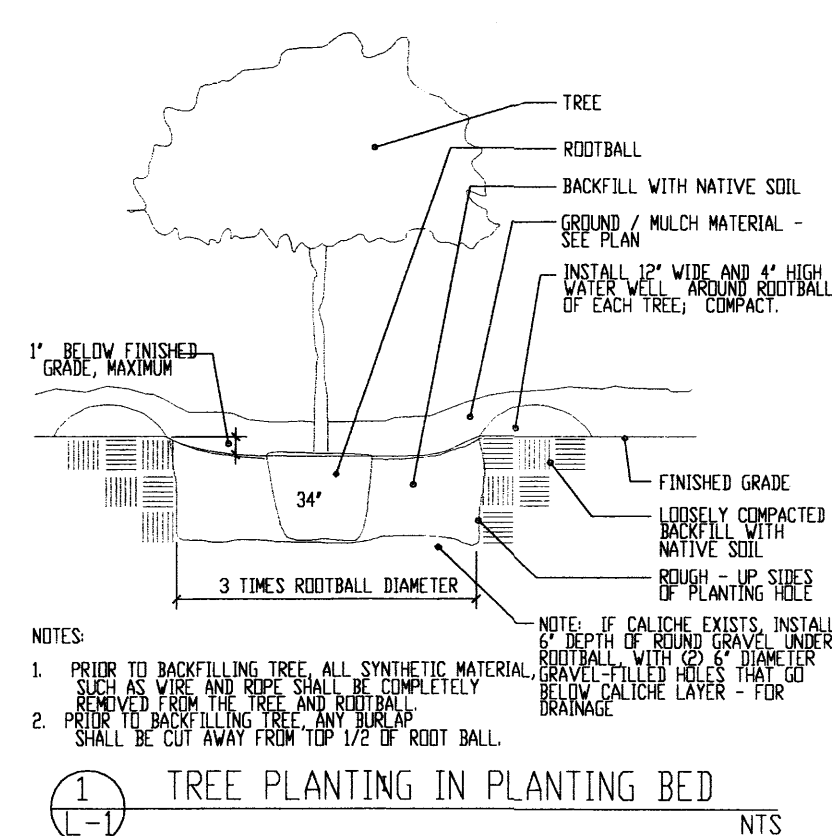 TREE
ROOTBALL
BACKFILL WITH NATIVE SOIL
GROUND / MULCH MATERIAL -
SEE PLAN
INSTALL 12" WIDE AND 4" HIGH
WATER WELL AROUND ROOTBALL
OF EACH TREE; COMPACT.
1" BELOW FINISHED
GRADE, MAXIMUM
34"
FINISHED GRADE
LOOSELY COMPACTED
BACKFILL WITH
NATIVE SOIL
ROUGH - UP SIDES
OF PLANTING HOLE
3 TIMES ROOTBALL DIAMETER
NOTE: IF CALICHE EXISTS, INSTALL
6" DEPTH OF ROUND GRAVEL UNDER
ROOTBALL, WITH (2) 6" DIAMETER
GRAVEL-FILLED HOLES THAT GO
BELOW CALICHE LAYER - FOR
DRAINAGE
NOTES:
1. PRIOR TO BACKFILLING TREE, ALL SYNTHETIC MATERIAL,
SUCH AS WIRE AND ROPE SHALL BE COMPLETELY
REMOVED FROM THE TREE AND ROOTBALL.
2. PRIOR TO BACKFILLING TREE, ANY BURLAP
SHALL BE CUT AWAY FROM TOP 1/2 OF ROOT BALL.
1
L-1
TREE PLANTING IN PLANTING BED
NTS